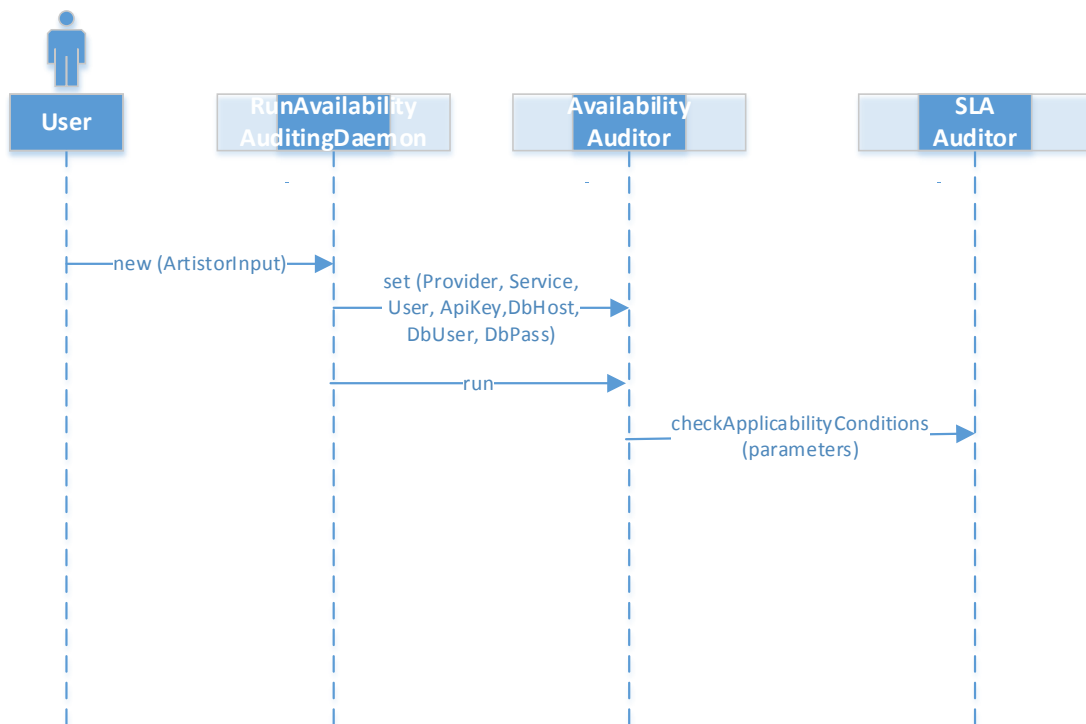 User
RunAvailability
AuditingDaemon
Availability
Auditor
SLA
Auditor
-
-
-
new (ArtistorInput)
set (Provider, Service,
User, ApiKey,DbHost,
DbUser, DbPass)
run
checkApplicabilityConditions
(parameters)